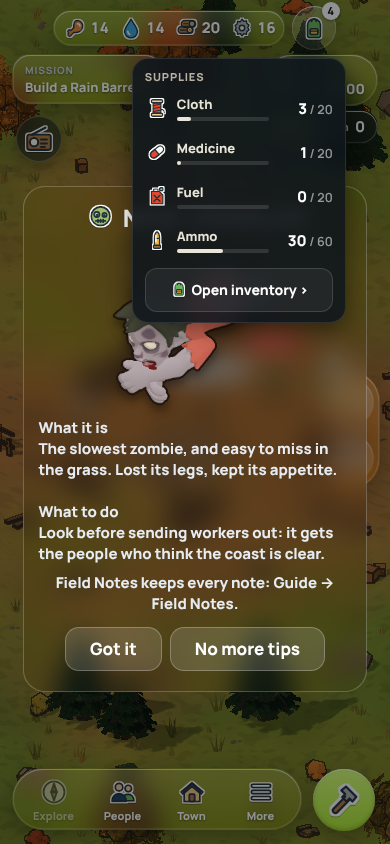 14 14 20 16 4
MISSION
Build a Rain Barre
00
0
SUPPLIES
Cloth 3 / 20
Medicine 1 / 20
Fuel 0 / 20
Ammo 30 / 60
Open inventory ›
What it is
The slowest zombie, and easy to miss in
the grass. Lost its legs, kept its appetite.
What to do
Look before sending workers out: it gets
the people who think the coast is clear.
Field Notes keeps every note: Guide →
Field Notes.
Got it No more tips
Explore People Town More